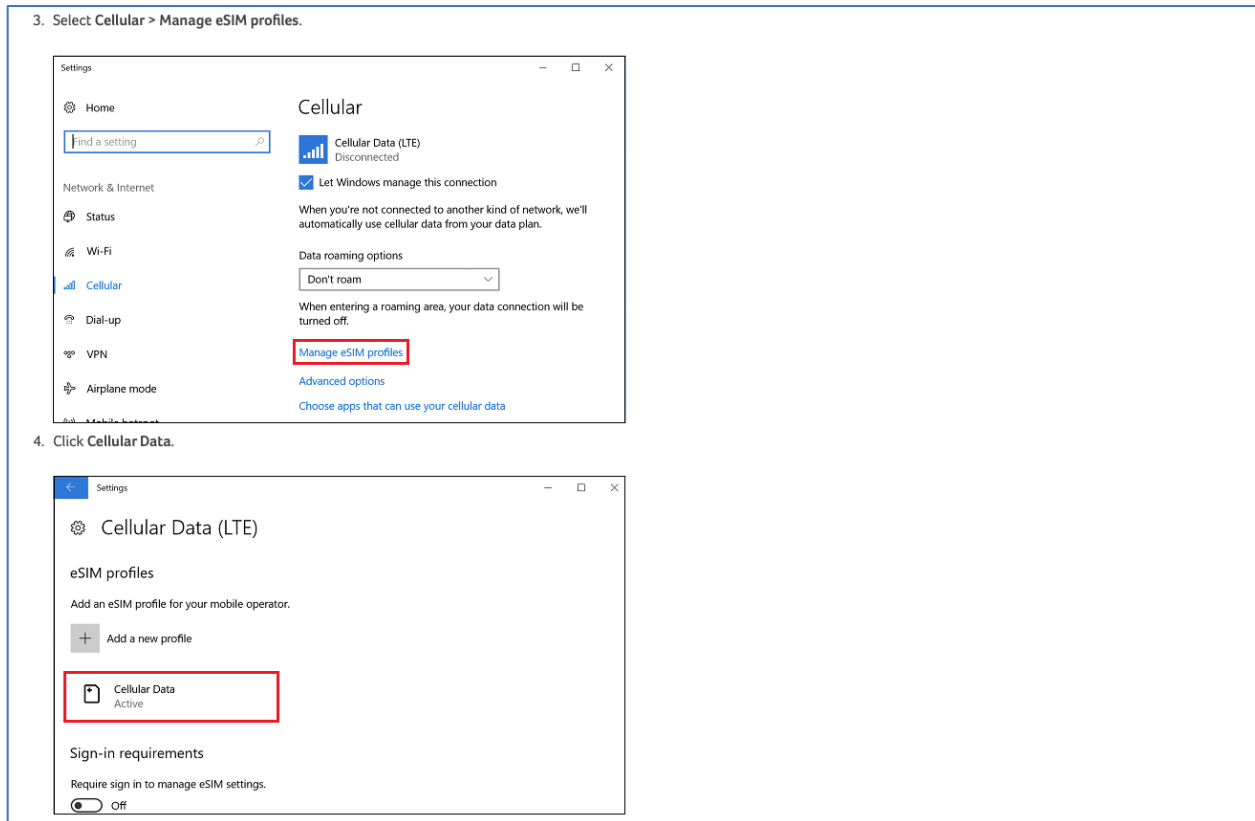 3. Select Cellular > Manage eSIM profiles.
Settings
Home
Find a setting
Network & Internet
Status
Wi-Fi
Cellular
Dial-up
VPN
Airplane mode
Mobile hotspot
Cellular
Cellular Data (LTE)
Disconnected
Let Windows manage this connection
When you're not connected to another kind of network, we'll
automatically use cellular data from your data plan.
Data roaming options
Don't roam
When entering a roaming area, your data connection will be
turned off.
Manage eSIM profiles
Advanced options
Choose apps that can use your cellular data
4. Click Cellular Data.
Settings
Cellular Data (LTE)
eSIM profiles
Add an eSIM profile for your mobile operator.
Add a new profile
Cellular Data
Active
Sign-in requirements
Require sign in to manage eSIM settings.
Off